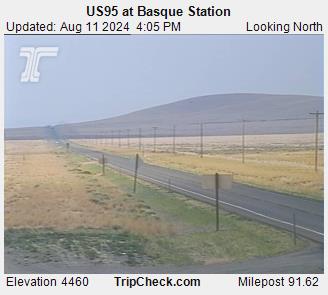 US95 at Basque Station
Updated: Aug 11 2024 4:05 PM Looking North
Elevation 4460 TripCheck.com Milepost 91.62